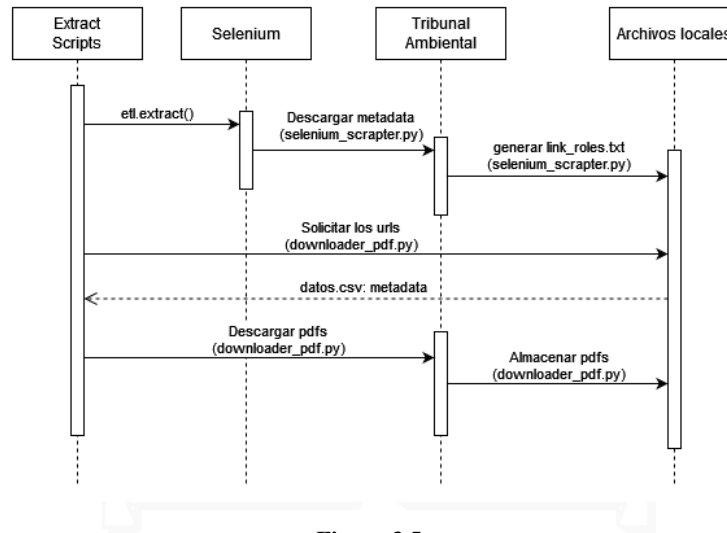 Extract
Scripts
Selenium
Tribunal
Ambiental
Archivos locales
etl.extract()
Descargar metadata
(selenium_scrapter.py)
generar link_roles.txt
(selenium_scrapter.py)
Solicitar los urls
(downloader_pdf.py)
datos.csv: metadata
Descargar pdfs
(downloader_pdf.py)
Almacenar pdfs
(downloader_pdf.py)